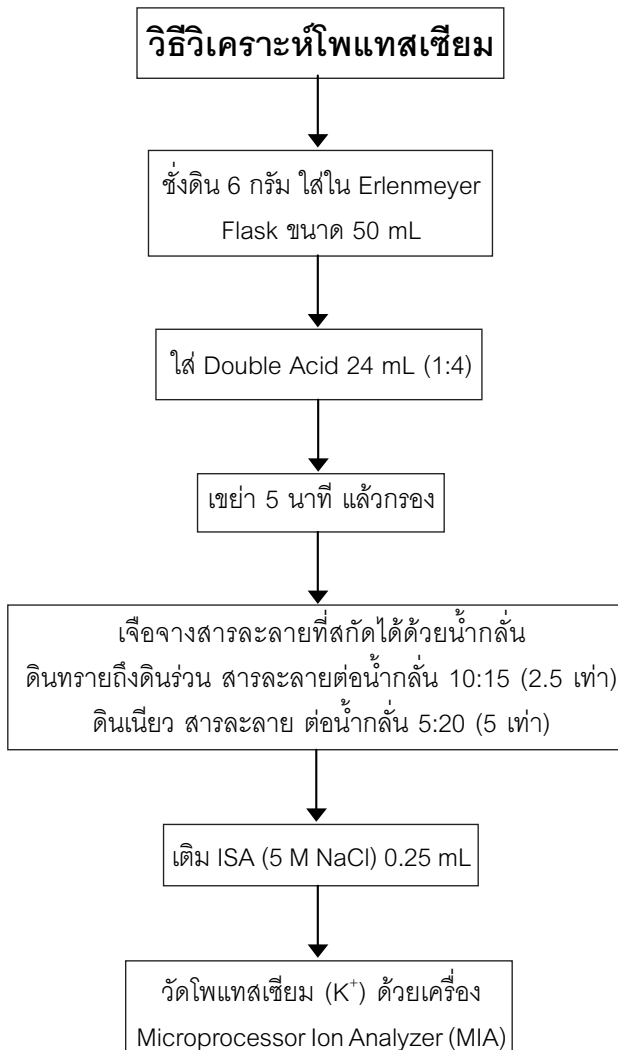 วิธีวิเคราะห์โพแทสเซียม
ชั่งดิน 6 กรัม ใส่ใน Erlenmeyer
Flask ขนาด 50 mL
ใส่ Double Acid 24 mL (1:4)
เขย่า 5 นาที แล้วกรอง
เจือจางสารละลายที่สกัดได้ด้วยน้ำกลั่น
ดินทรายถึงดินร่วน สารละลายต่อน้ำกลั่น 10:15 (2.5 เท่า)
ดินเนียว สารละลาย ต่อน้ำกลั่น 5:20 (5 เท่า)
เติม ISA (5 M NaCl) 0.25 mL
วัดโพแทสเซียม (K⁺) ด้วยเครื่อง
Microprocessor Ion Analyzer (MIA)